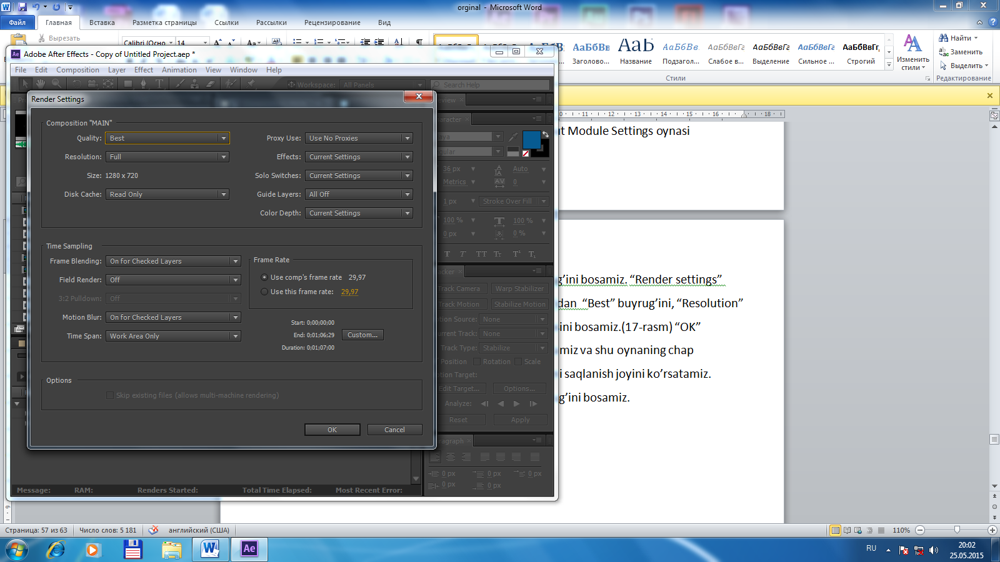 orginal - Microsoft Word
Файл Главная Вставка Разметка страницы Ссылки Рассылки Рецензирование Вид
Вырезать
Calibri (Осно 14
АаБбВв АаБбВвГг АаБбВвГг АаБбВвГг АаБбВвГг,
Заголово... Название Подзагол... Слабое в... Выделение Сильное ... Строгий
Изменить стили
Стили
Найти
Заменить
Выделить
Редактирование
Adobe After Effects - Copy of Untitled Project.aep *
File Edit Composition Layer Effect Animation View Window Help
Workspace: All Panels Search Help
Render Settings
Composition "MAIN"
Quality: Best Proxy Use: Use No Proxies
Resolution: Full Effects: Current Settings
Size: 1280 x 720 Solo Switches: Current Settings
Disk Cache: Read Only Guide Layers: All Off
Color Depth: Current Settings
Time Sampling
Frame Blending: On for Checked Layers
Field Render: Off
3:2 Pulldown: Off
Motion Blur: On for Checked Layers
Time Span: Work Area Only
Frame Rate
Use comp's frame rate 29,97
Use this frame rate: 29,97
Start: 0;00;00;00
End: 0;01;06;29
Duration: 0;01;07;00
Custom...
Options
Skip existing files (allows multi-machine rendering)
OK Cancel
36 px Auto
Metrics 0
1 px Stroke Over Fill
100 % 100 %
0 px 0 %
Track Camera Warp Stabilizer
Track Motion Stabilize Motion
Motion Source: None
Current Track: None
Track Type: Stabilize
Position Rotation Scale
Motion Target:
Edit Target... Options...
Analyze:
Reset Apply
0 px 0 px 0 px
0 px 0 px
Message: RAM: Renders Started: Total Time Elapsed: Most Recent Error:
10 11 12 13 14 15 16 18
ut Module Settings oynasi
g’ini bosamiz. “Render settings”
dan “Best” buyrug’ini, “Resolution”
ini bosamiz.(17-rasm) “OK”
miz va shu oynaning chap
i saqlanish joyini ko’rsatamiz.
g’ini bosamiz.
Страница: 57 из 63 Число слов: 5 181 английский (США) 110%
Ae
RU
20:02
25.05.2015